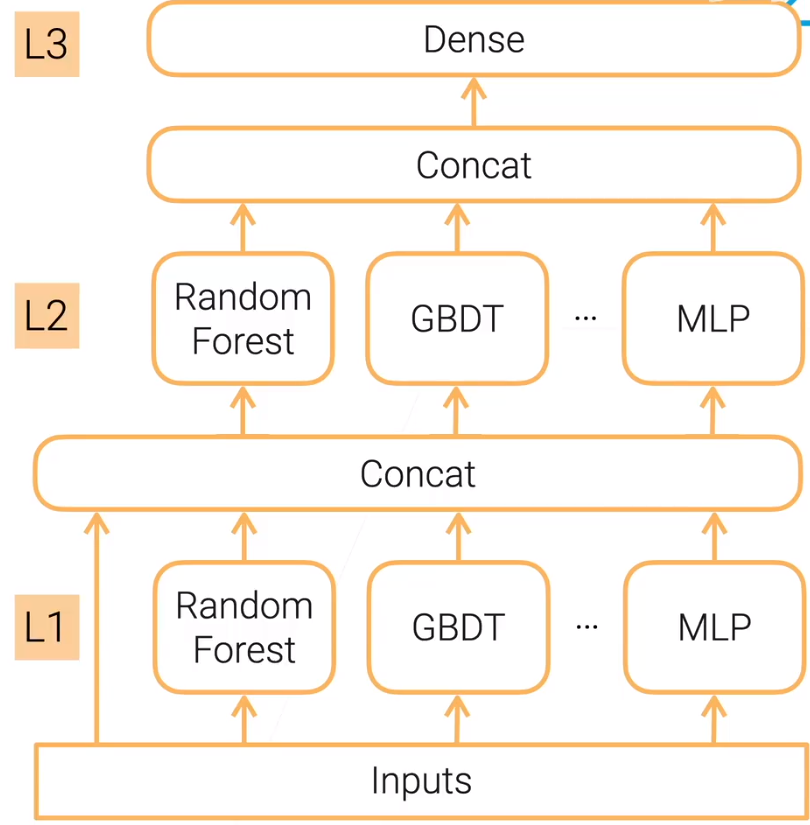 L3
Dense
Concat
L2
Random
Forest
GBDT
...
MLP
Concat
L1
Random
Forest
GBDT
...
MLP
Inputs